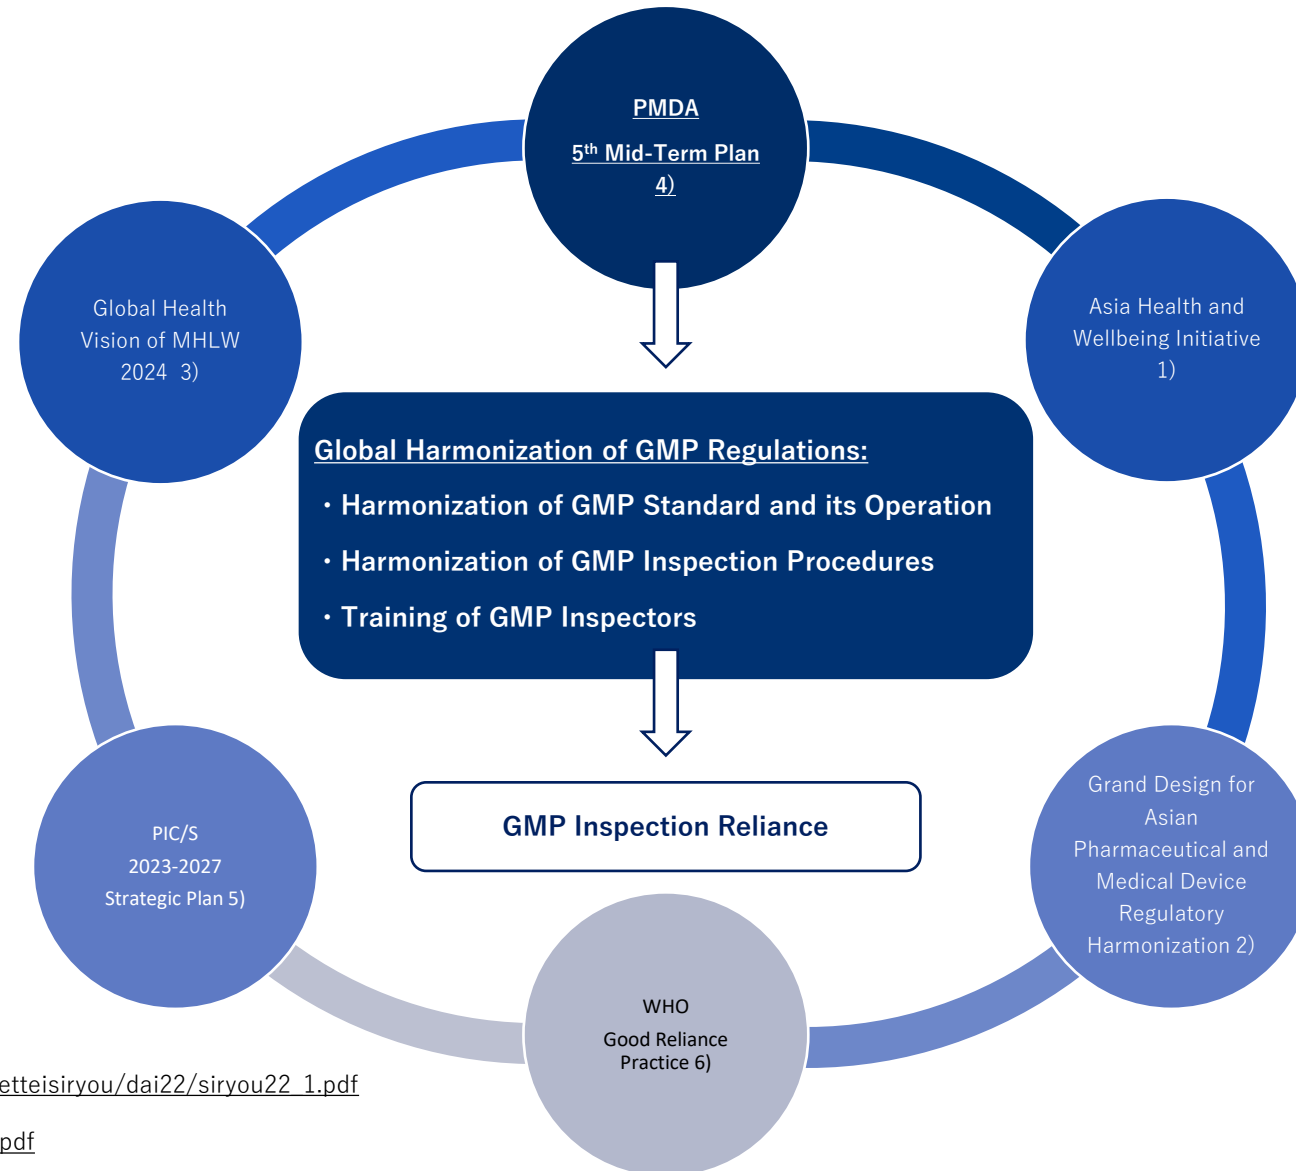 PMDA
5th Mid-Term Plan
4)
Global Health
Vision of MHLW
2024 3)
Asia Health and
Wellbeing Initiative
1)
Global Harmonization of GMP Regulations:
・Harmonization of GMP Standard and its Operation
・Harmonization of GMP Inspection Procedures
・Training of GMP Inspectors
GMP Inspection Reliance
PIC/S
2023-2027
Strategic Plan 5)
Grand Design for
Asian
Pharmaceutical and
Medical Device
Regulatory
Harmonization 2)
WHO
Good Reliance
Practice 6)
etteisiryou/dai22/siryou22_1.pdf
pdf